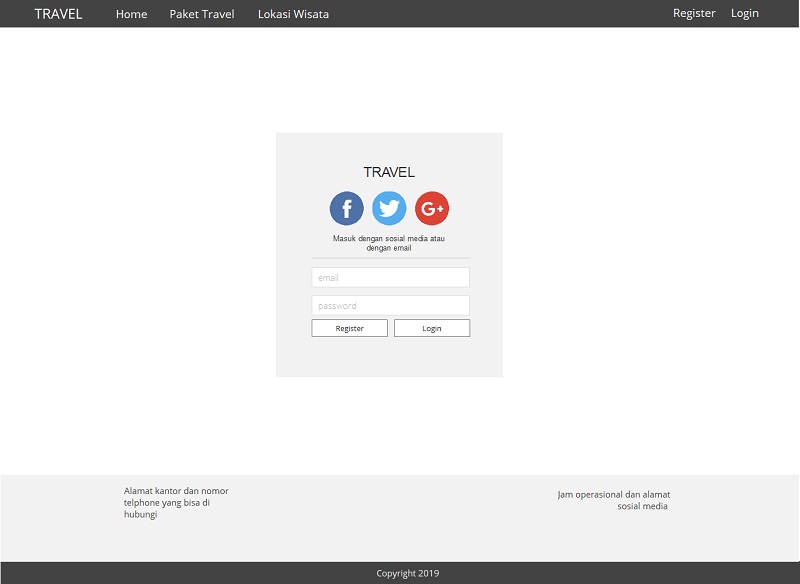 TRAVEL Home Paket Travel Lokasi Wisata Register Login
TRAVEL
f G+
Masuk dengan sosial media atau
dengan email
email
password
Register Login
Alamat kantor dan nomor
telphone yang bisa di
hubungi
Jam operasional dan alamat
sosial media
Copyright 2019